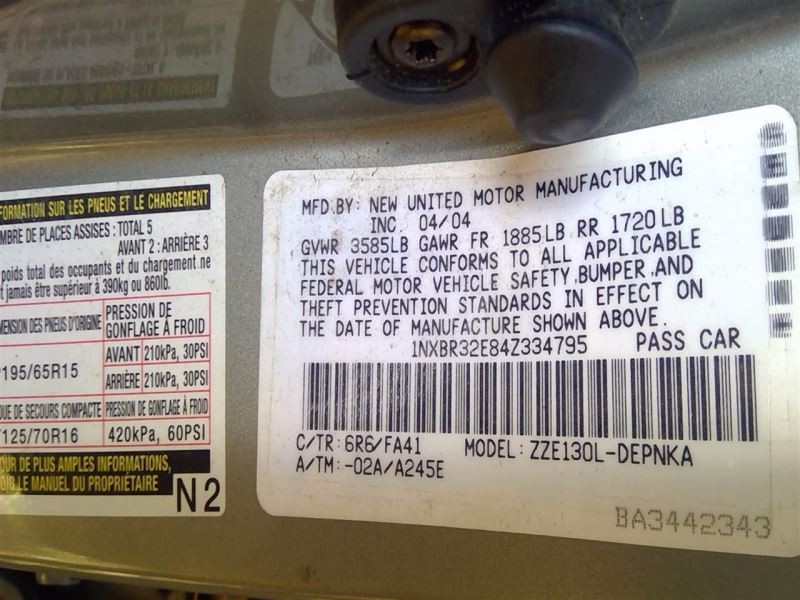 NFORMATION SUR LES PNEUS ET LE CHARGEMENT
MBRE DE PLACES ASSISES : TOTAL 5
AVANT 2 : ARRIÈRE 3
poids total des occupants et du chargement ne
it jamais être supérieur à 390kg ou 860lb.
MENSION DES PNEUS D'ORIGINE
PRESSION DE
GONFLAGE À FROID
P195/65R15
AVANT 210kPa, 30PSI
ARRIÈRE 210kPa, 30PSI
OUE DE SECOURS COMPACTE PRESSION DE GONFLAGE À FROID
T125/70R16 420kPa, 60PSI
OUR DE PLUS AMPLES INFORMATIONS,
OIR LE MANUEL DU PROPRIÉTAIRE
N2
MFD.BY: NEW UNITED MOTOR MANUFACTURING
INC. 04/04
GVWR 3585LB GAWR FR 1885LB RR 1720LB
THIS VEHICLE CONFORMS TO ALL APPLICABLE
FEDERAL MOTOR VEHICLE SAFETY,BUMPER,AND
THEFT PREVENTION STANDARDS IN EFFECT ON
THE DATE OF MANUFACTURE SHOWN ABOVE.
1NXBR32E84Z334795 PASS CAR
C/TR: 6R6/FA41 MODEL: ZZE130L-DEPNKA
A/TM: -02A/A245E
BA3442343